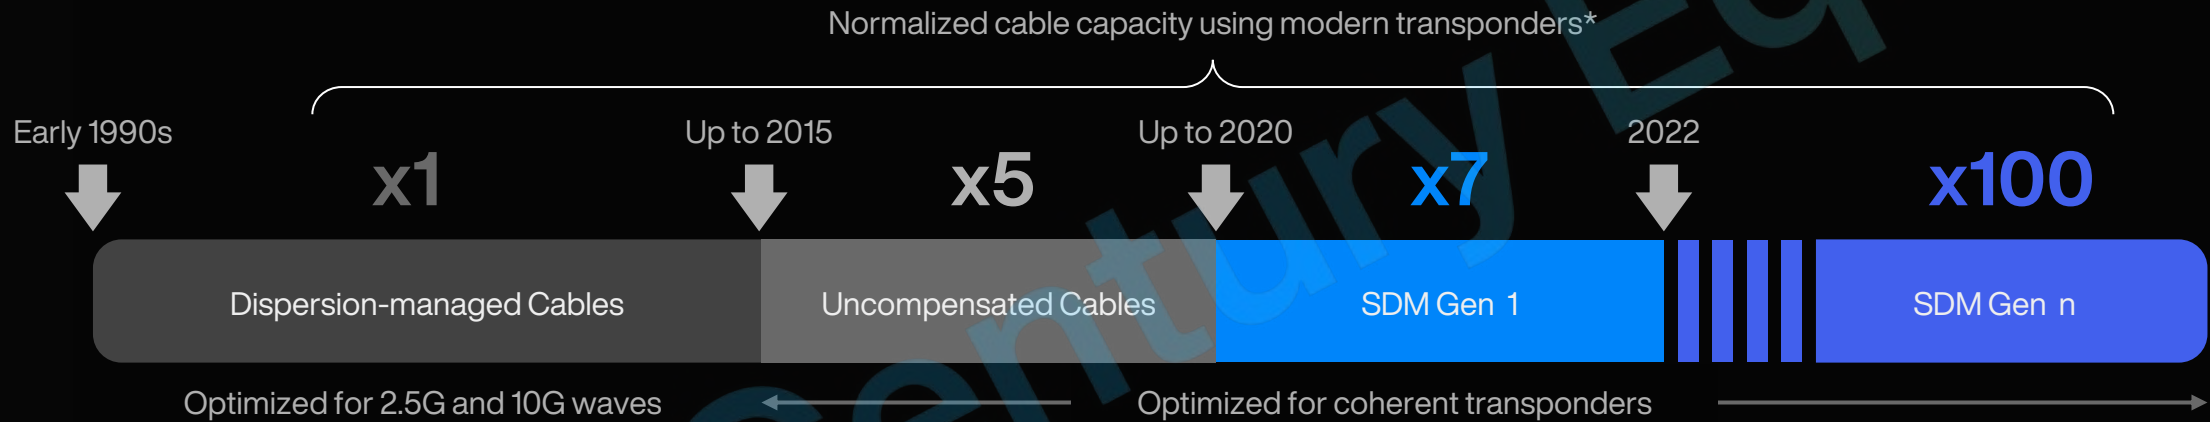 Normalized cable capacity using modern transponders*
Early 1990s
Up to 2015
Up to 2020
2022
x1
x5
x7
x100
Dispersion-managed Cables
Uncompensated Cables
SDM Gen 1
SDM Gen n
Optimized for 2.5G and 10G waves
Optimized for coherent transponders
Century Eq